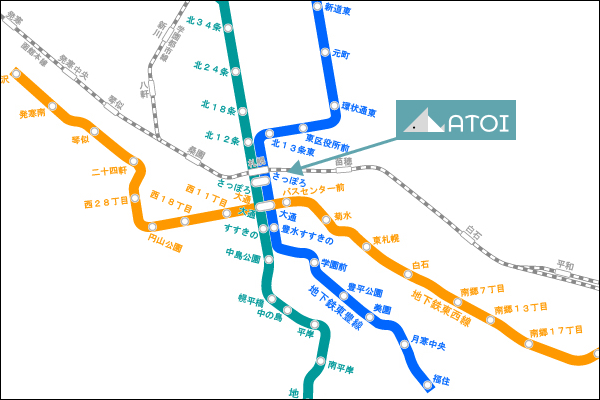 新道東
北34条
発寒
新川
学園都市線
函館本線
発寒中央
元町
北24条
沢
八軒
琴似
発寒南
北18条
環状通東
ATOI
琴似
北12条
東区役所前
北13条東
桑園
札幌
苗穂
二十四軒
さっぽろ
さっぽろ
バスセンター前
西28丁目
西18丁目
西11丁目
大通
大通
大通
菊水
円山公園
すすきの
豊水すすきの
東札幌
白石
中島公園
学園前
白石
平和
豊平公園
地下鉄東西線
南郷7丁目
幌平橋
中の島
地下鉄東豊線
美園
南郷13丁目
平岸
月寒中央
南郷17丁目
南平岸
福住
地